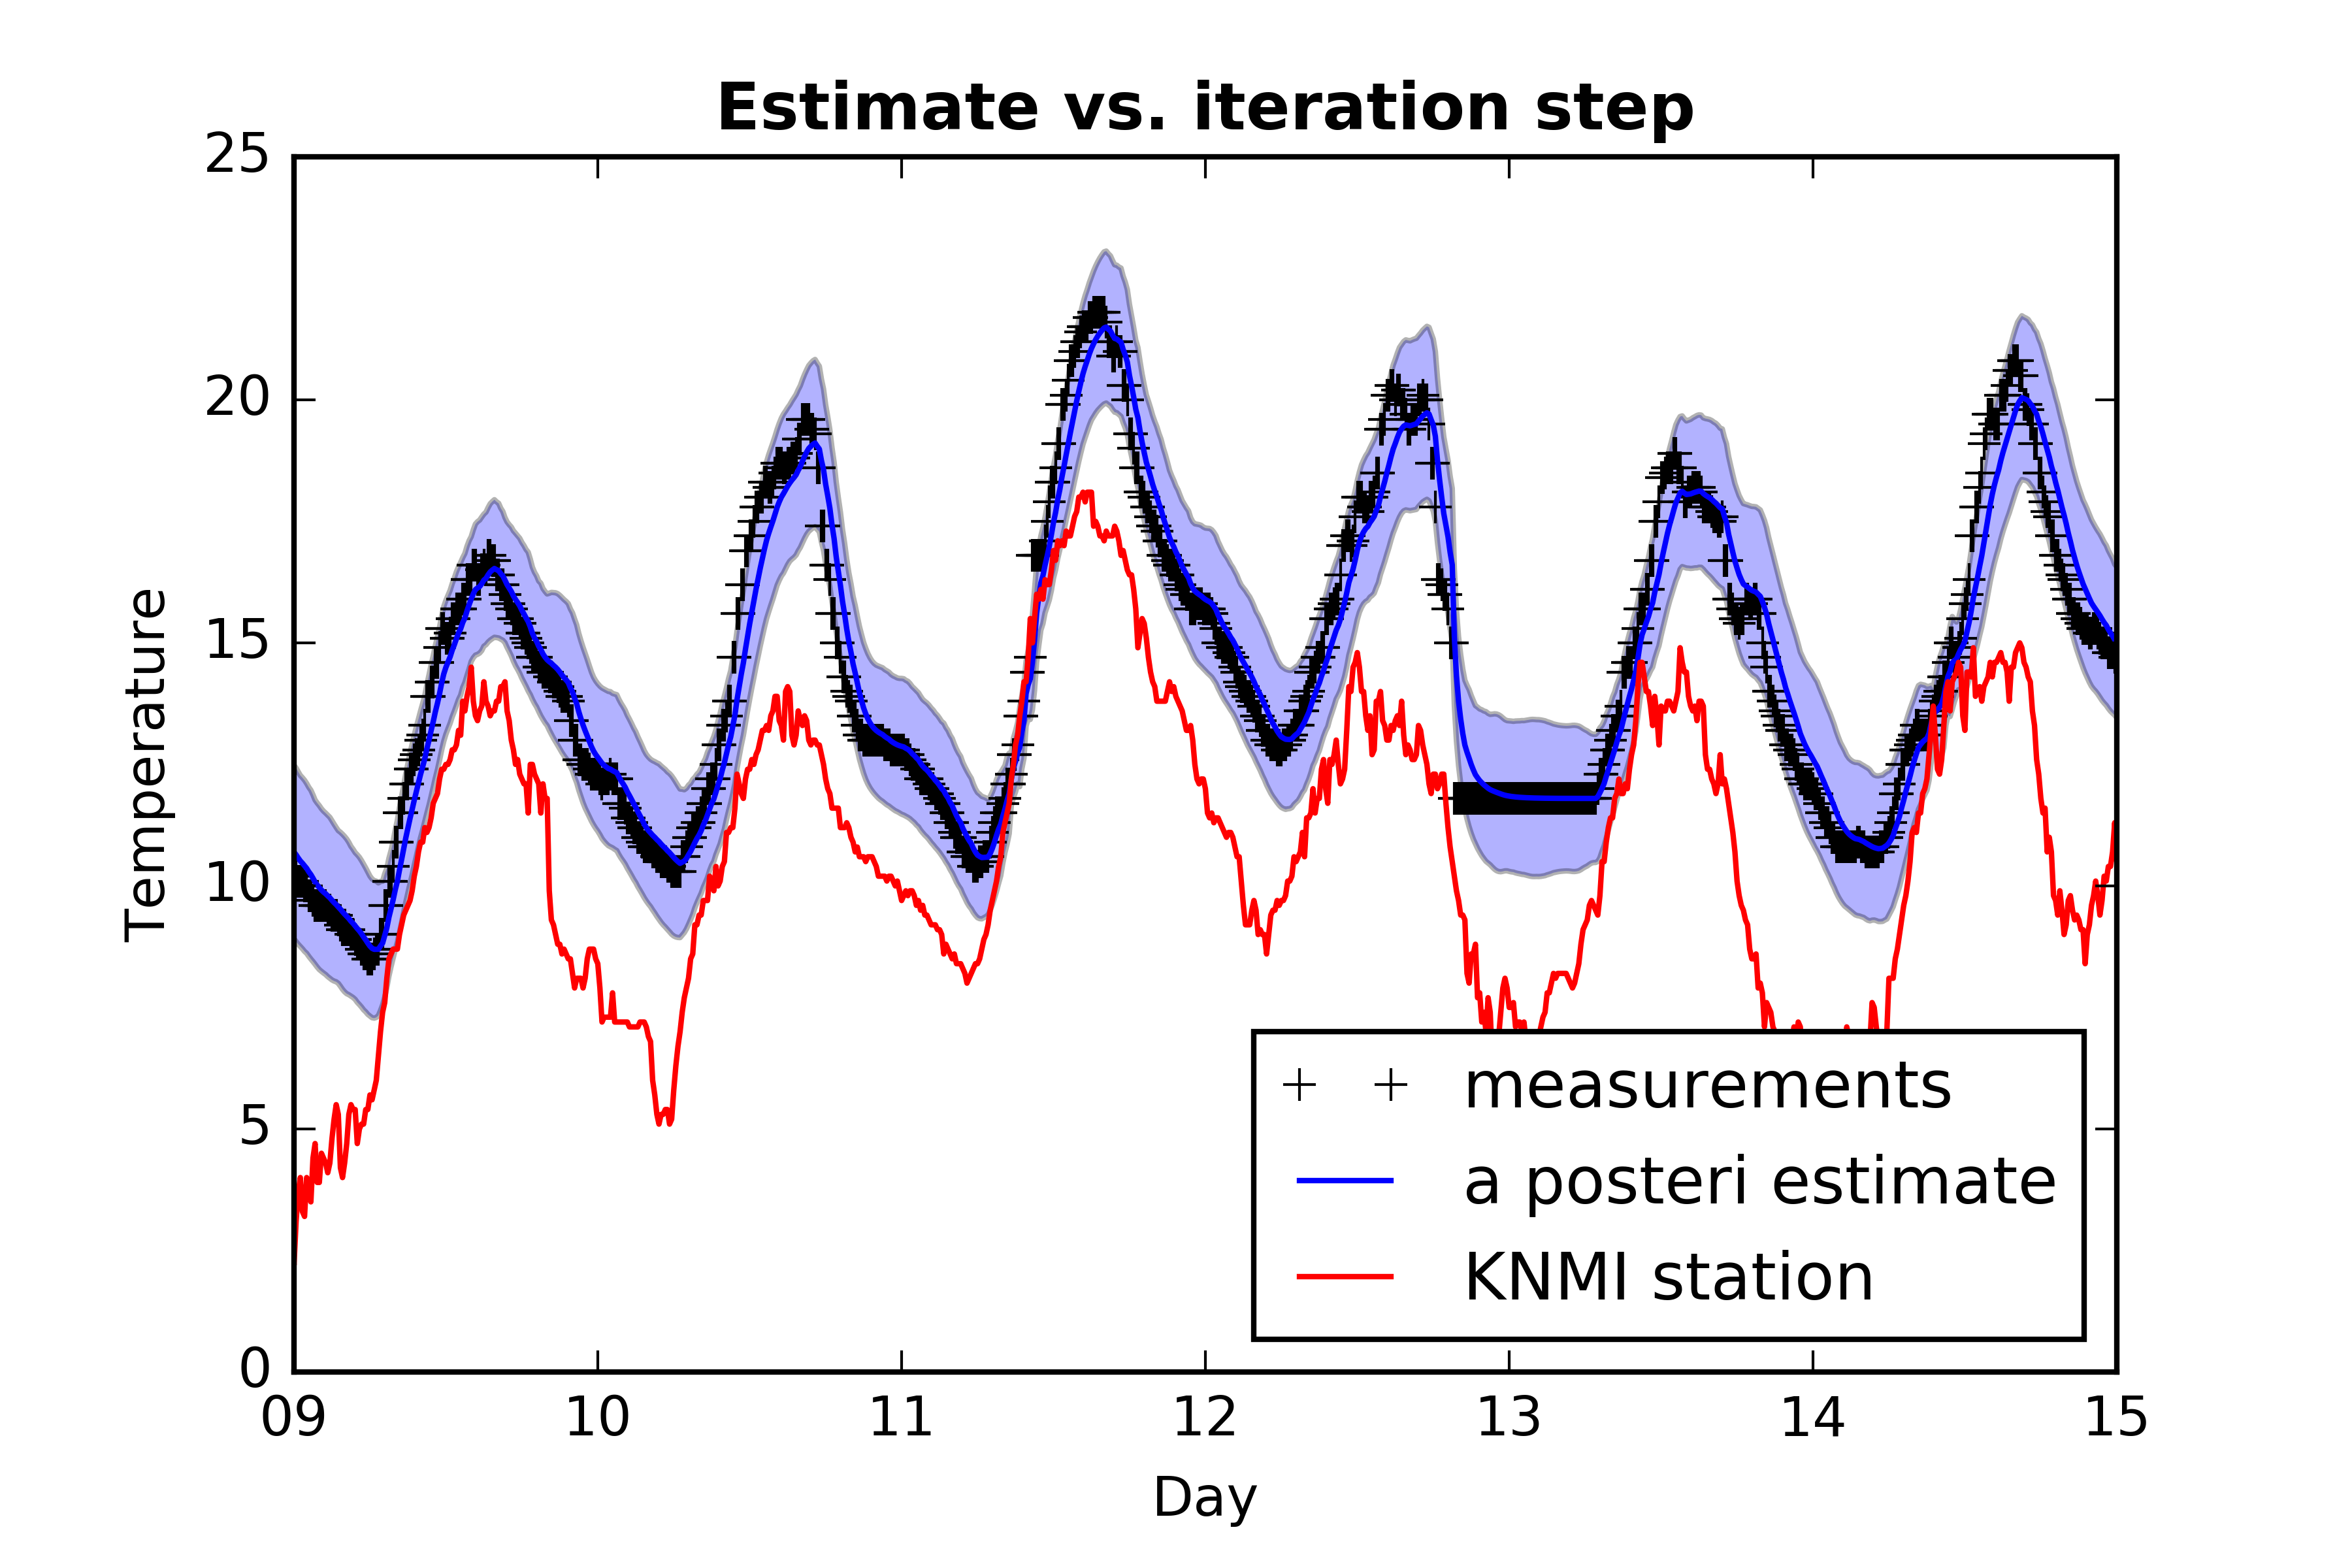 Estimate vs. iteration step
25
20
15
10
5
0
Temperature
09 10 11 12 13 14 15
Day
measurements
a posteri estimate
KNMI station